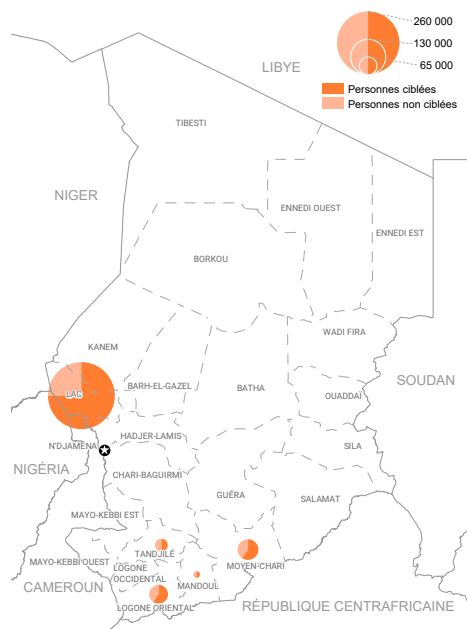 260 000
130 000
65 000
Personnes ciblées
Personnes non ciblées
LIBYE
TIBESTI
NIGER
ENNEDI OUEST
ENNEDI EST
BORKOU
WADI FIRA
KANEM
SOUDAN
BARH-EL-GAZEL
BATHA
LAC
OUADDAÏ
HADJER-LAMIS
N'DJAMENA
SILA
NIGÉRIA
CHARI-BAGUIRMI
GUÉRA
SALAMAT
MAYO-KEBBI EST
TANDJILÉ
MAYO-KEBBI OUEST
LOGONE
OCCIDENTAL
MOYEN-CHARI
CAMEROUN
MANDOUL
LOGONE ORIENTAL
RÉPUBLIQUE CENTRAFRICAINE